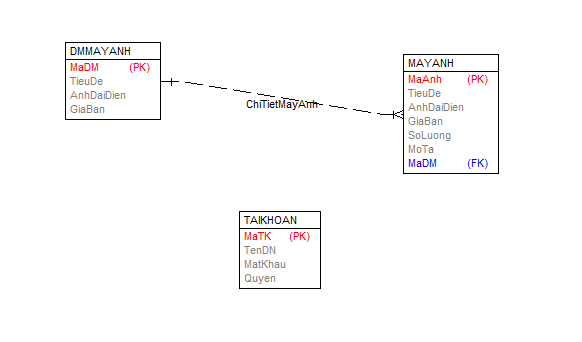 DMMAYANH
MaDM (PK)
TieuDe
AnhDaiDien
GiaBan
ChiTietMayAnh
MAYANH
MaAnh (PK)
TieuDe
AnhDaiDien
GiaBan
SoLuong
MoTa
MaDM (FK)
TAIKHOAN
MaTK (PK)
TenDN
MatKhau
Quyen